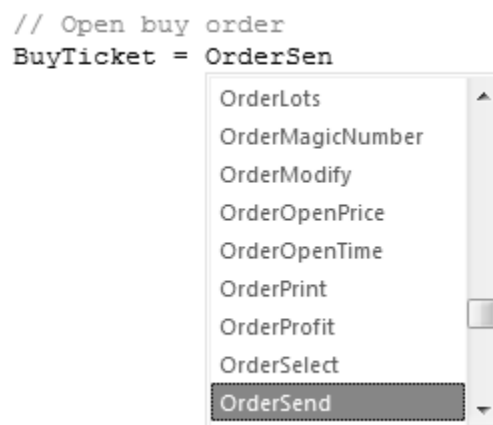 // Open buy order
BuyTicket = OrderSen
OrderLots
OrderMagicNumber
OrderModify
OrderOpenPrice
OrderOpenTime
OrderPrint
OrderProfit
OrderSelect
OrderSend